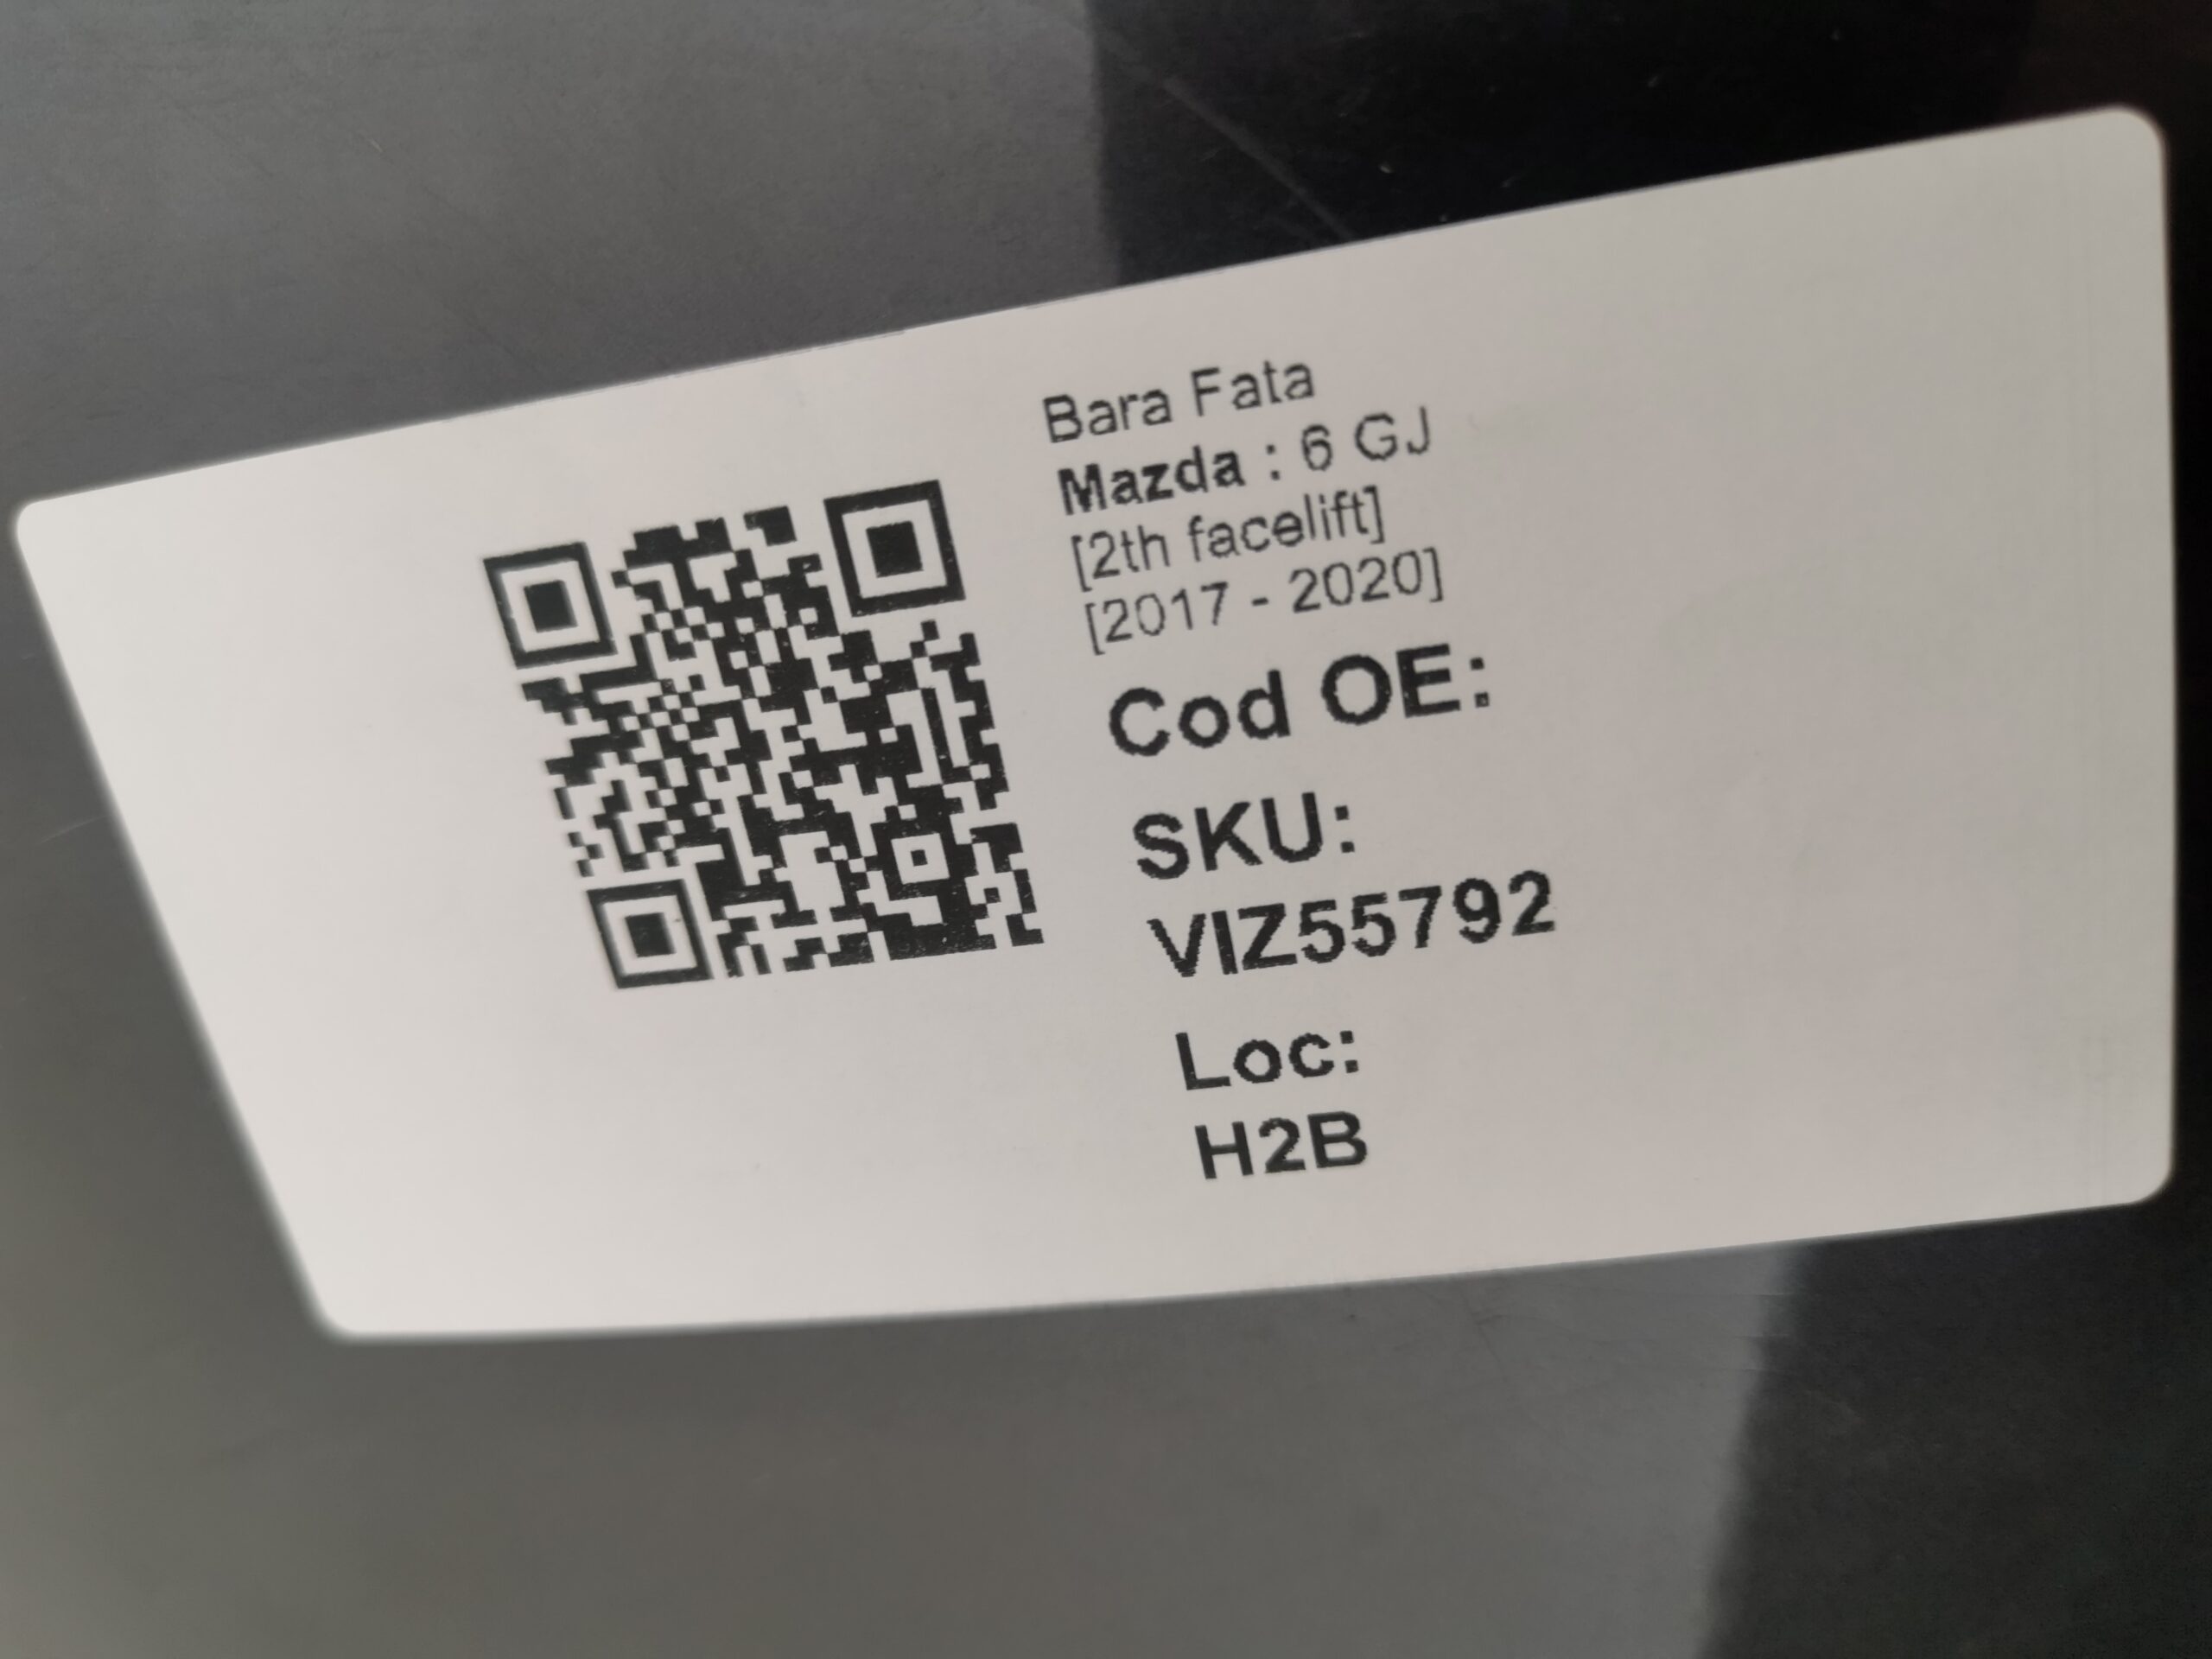 Bara Fata
Mazda : 6 GJ
[2th facelift]
[2017 - 2020]
Cod OE:
SKU:
VIZ55792
Loc:
H2B